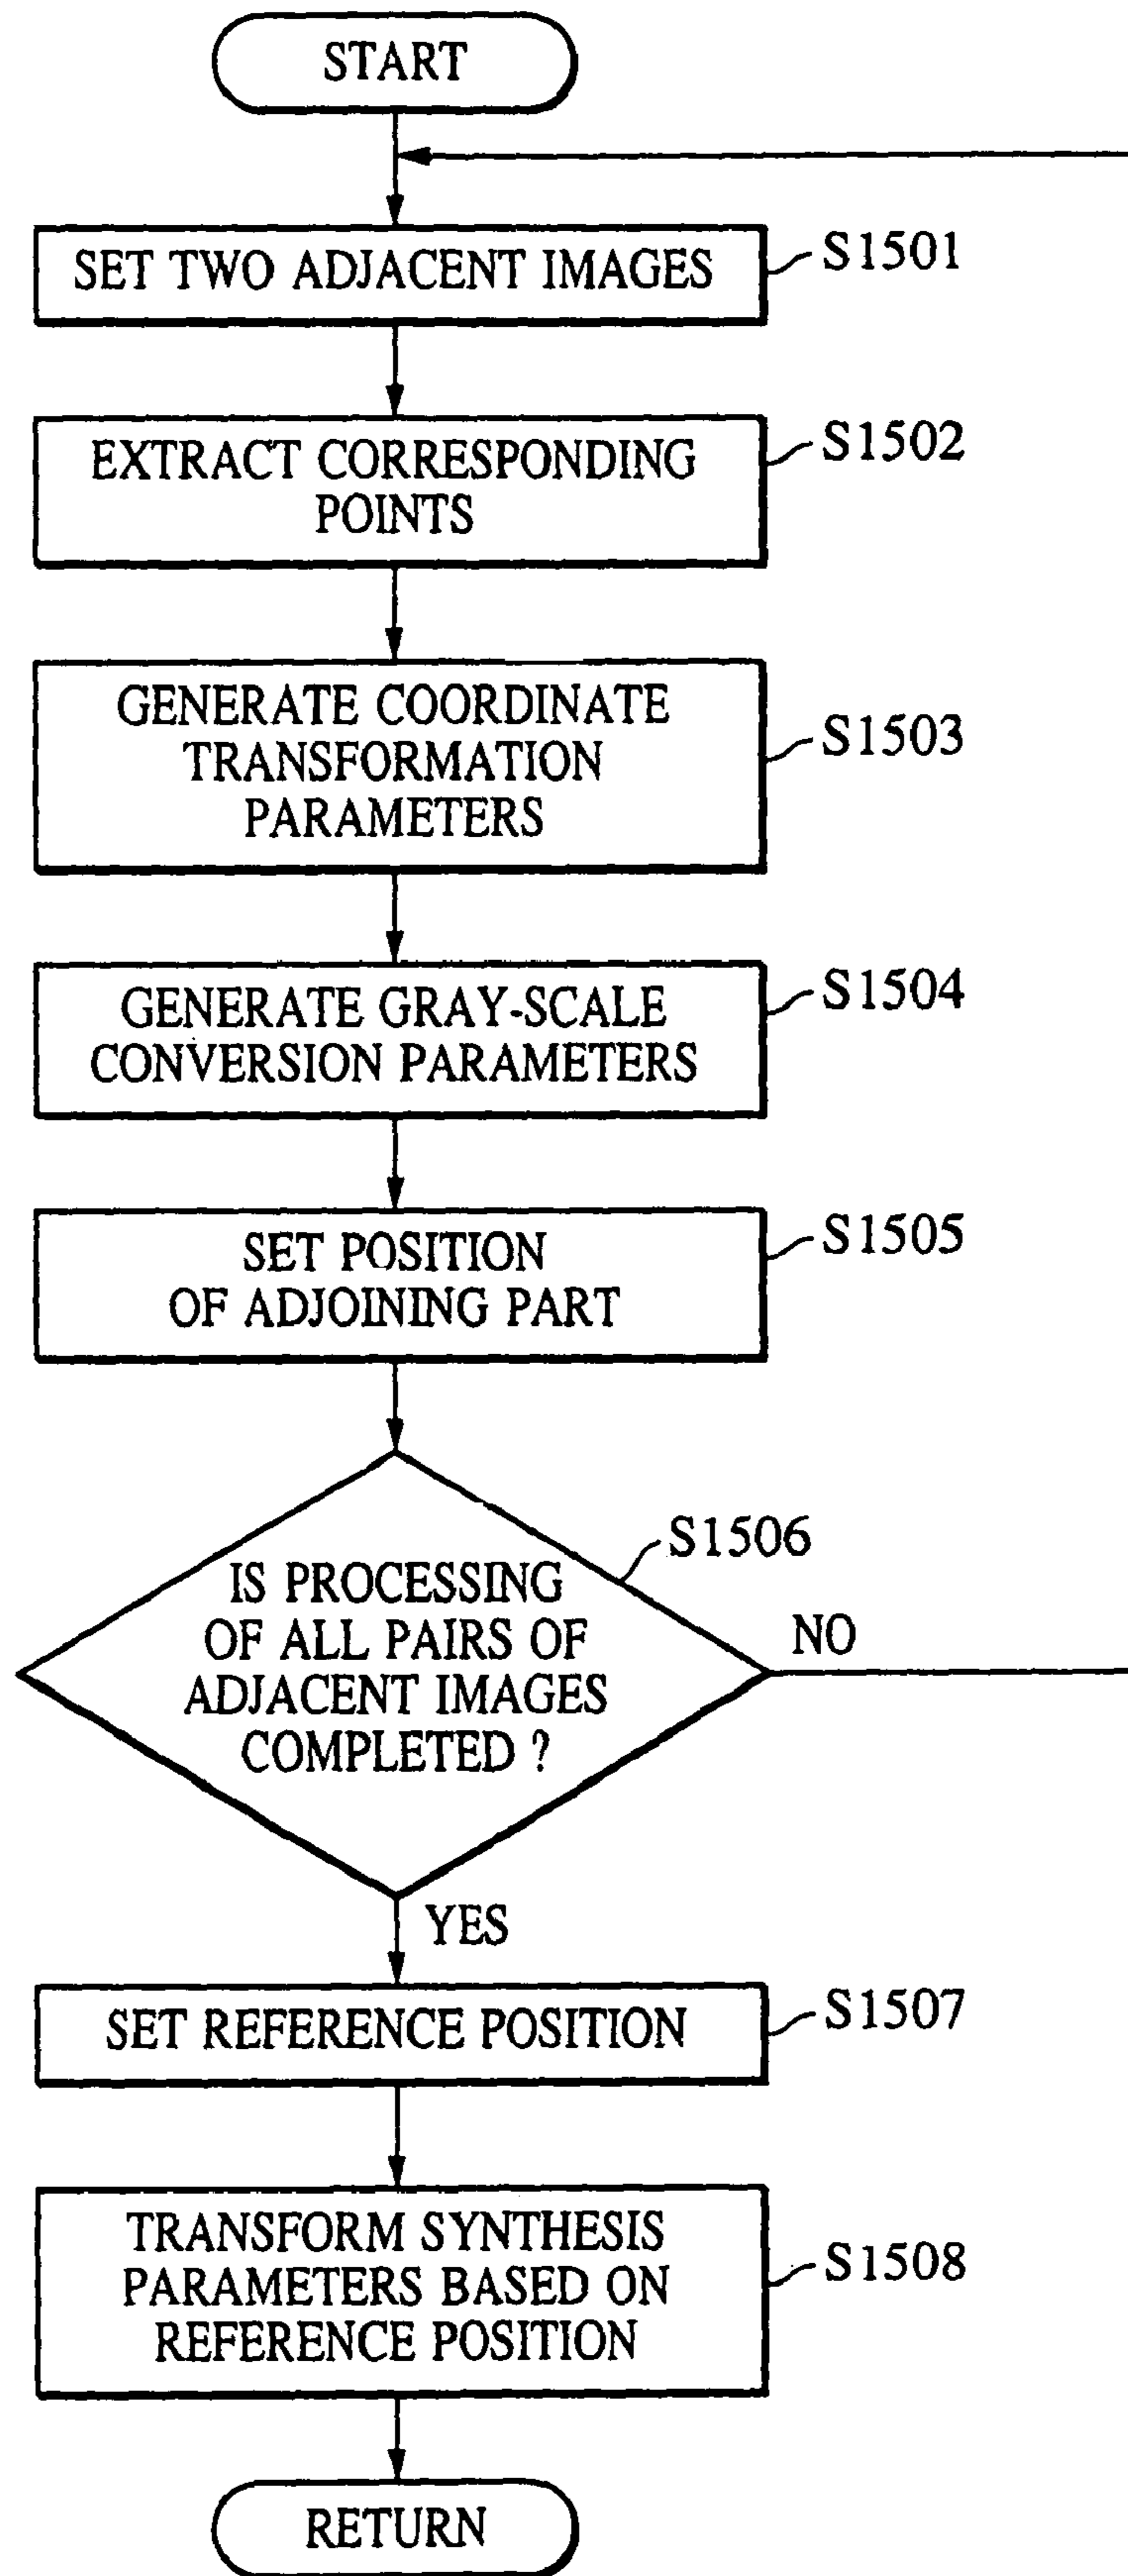 START
SET TWO ADJACENT IMAGES
S1501
EXTRACT CORRESPONDING
POINTS
S1502
GENERATE COORDINATE
TRANSFORMATION
PARAMETERS
S1503
GENERATE GRAY-SCALE
CONVERSION PARAMETERS
S1504
SET POSITION
OF ADJOINING PART
S1505
IS PROCESSING
OF ALL PAIRS OF
ADJACENT IMAGES
COMPLETED ?
S1506
NO
YES
SET REFERENCE POSITION
S1507
TRANSFORM SYNTHESIS
PARAMETERS BASED ON
REFERENCE POSITION
S1508
RETURN